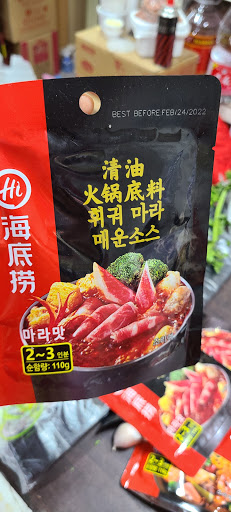 BEST BEFORE FEB/24/2022
清油
火锅底料
훠궈 마라
매운소스
Hi
海底捞
마라맛
2~3 인분
순중량: 110g